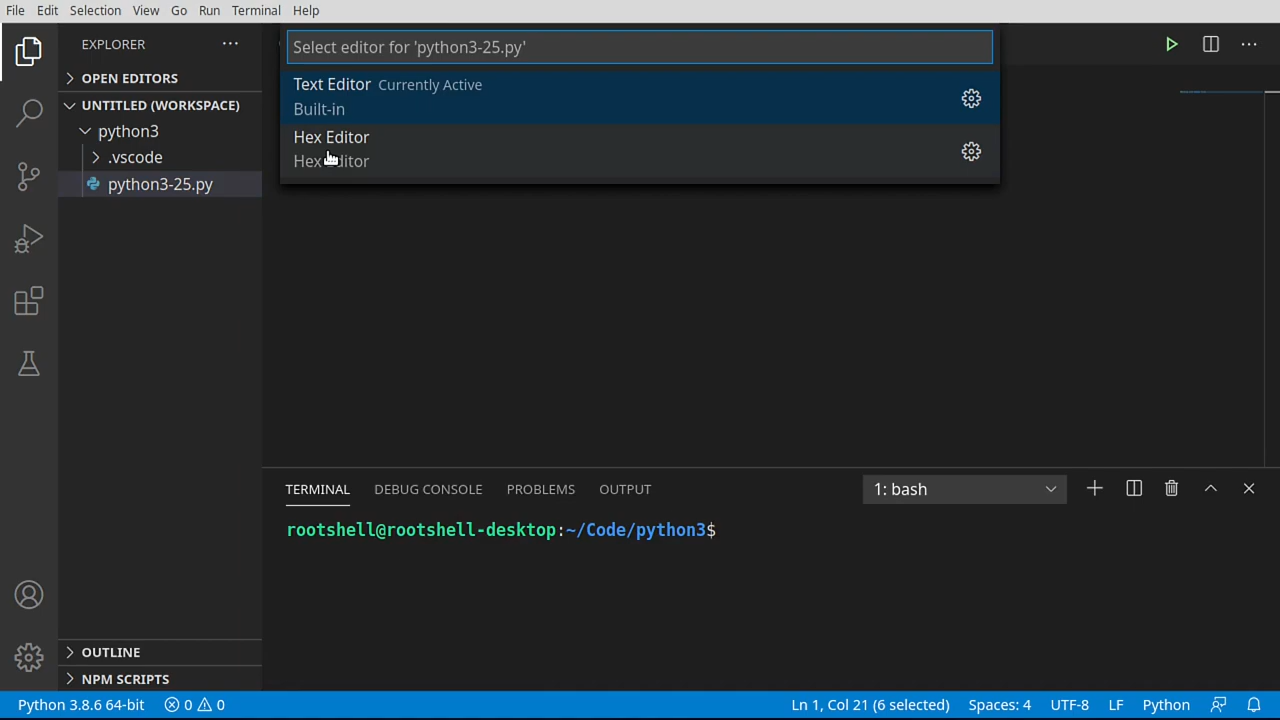 File Edit Selection View Go Run Terminal Help
EXPLORER
OPEN EDITORS
UNTITLED (WORKSPACE)
python3
.vscode
python3-25.py
OUTLINE
NPM SCRIPTS
Select editor for 'python3-25.py'
Text Editor Currently Active
Built-in
Hex Editor
Hex Editor
TERMINAL DEBUG CONSOLE PROBLEMS OUTPUT 1: bash
rootshell@rootshell-desktop:~/Code/python3$
Python 3.8.6 64-bit 0 0 Ln 1, Col 21 (6 selected) Spaces: 4 UTF-8 LF Python